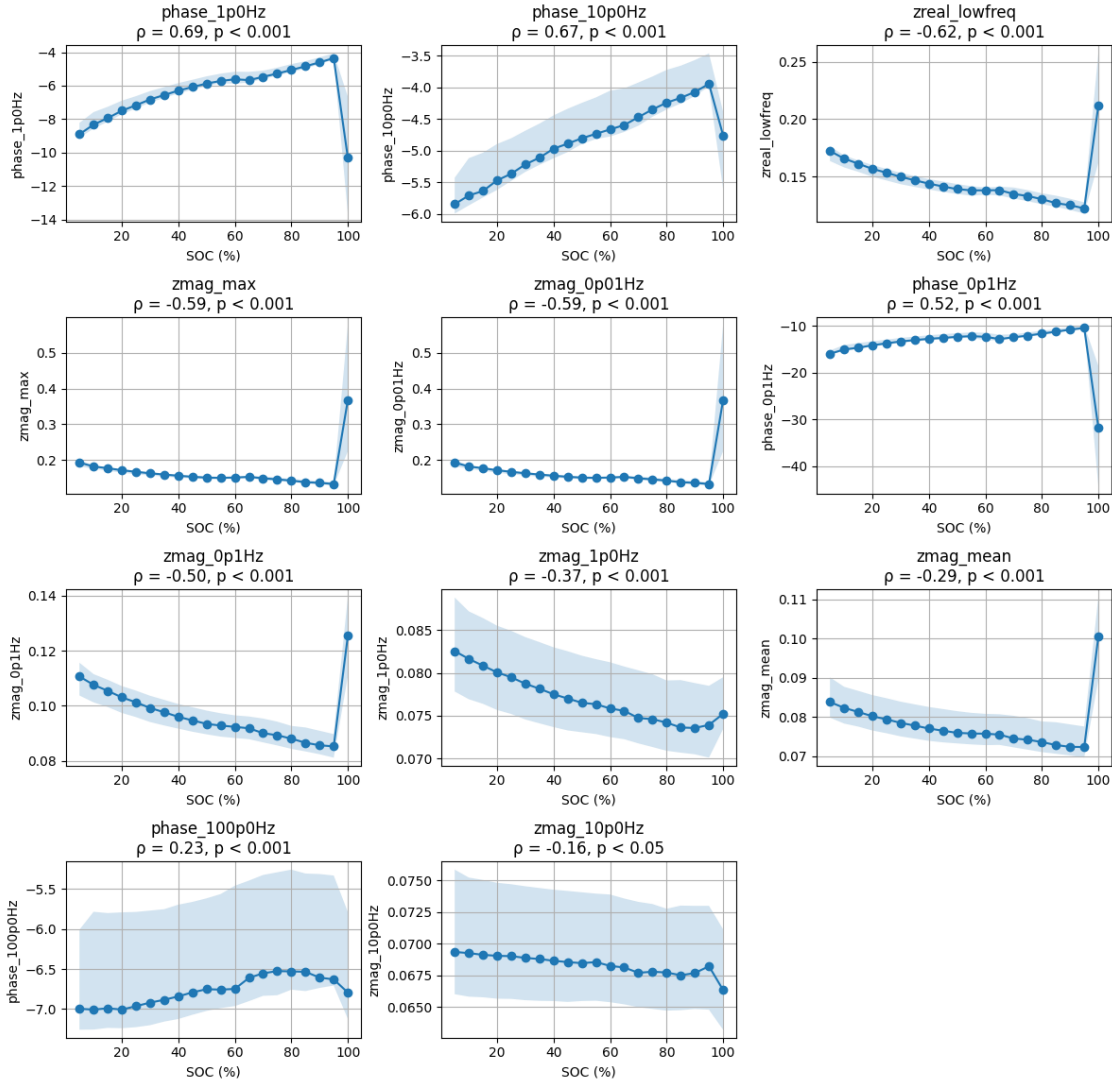 phase_1p0Hz
ρ = 0.69, p < 0.001
phase_1p0Hz
−4
−6
−8
−10
−12
−14
20 40 60 80 100
SOC (%)
phase_10p0Hz
ρ = 0.67, p < 0.001
phase_10p0Hz
−3.5
−4.0
−4.5
−5.0
−5.5
−6.0
20 40 60 80 100
SOC (%)
zreal_lowfreq
ρ = -0.62, p < 0.001
zreal_lowfreq
0.25
0.20
0.15
20 40 60 80 100
SOC (%)
zmag_max
ρ = -0.59, p < 0.001
zmag_max
0.5
0.4
0.3
0.2
20 40 60 80 100
SOC (%)
zmag_0p01Hz
ρ = -0.59, p < 0.001
zmag_0p01Hz
0.5
0.4
0.3
0.2
20 40 60 80 100
SOC (%)
phase_0p1Hz
ρ = 0.52, p < 0.001
phase_0p1Hz
−10
−20
−30
−40
20 40 60 80 100
SOC (%)
zmag_0p1Hz
ρ = -0.50, p < 0.001
zmag_0p1Hz
0.14
0.12
0.10
0.08
20 40 60 80 100
SOC (%)
zmag_1p0Hz
ρ = -0.37, p < 0.001
zmag_1p0Hz
0.085
0.080
0.075
0.070
20 40 60 80 100
SOC (%)
zmag_mean
ρ = -0.29, p < 0.001
zmag_mean
0.11
0.10
0.09
0.08
0.07
20 40 60 80 100
SOC (%)
phase_100p0Hz
ρ = 0.23, p < 0.001
phase_100p0Hz
−5.5
−6.0
−6.5
−7.0
20 40 60 80 100
SOC (%)
zmag_10p0Hz
ρ = -0.16, p < 0.05
zmag_10p0Hz
0.0750
0.0725
0.0700
0.0675
0.0650
20 40 60 80 100
SOC (%)